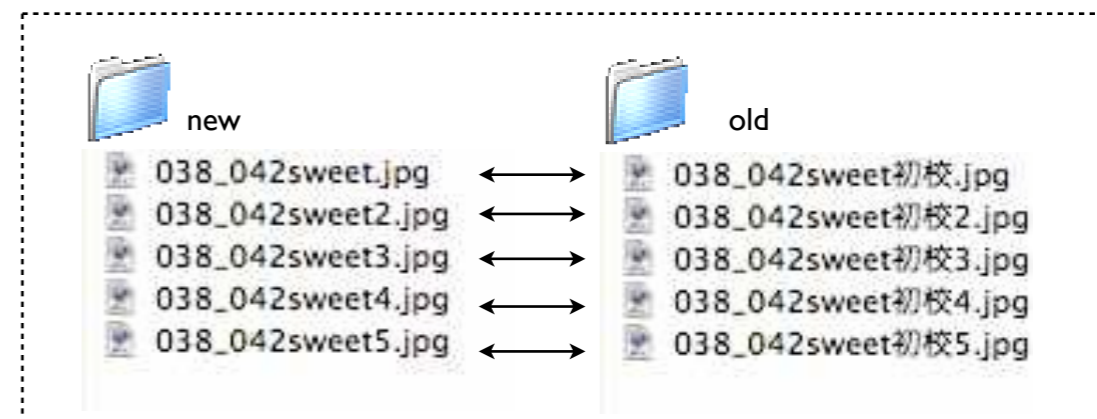 new old
038_042sweet.jpg 038_042sweet初校.jpg
038_042sweet2.jpg 038_042sweet初校2.jpg
038_042sweet3.jpg 038_042sweet初校3.jpg
038_042sweet4.jpg 038_042sweet初校4.jpg
038_042sweet5.jpg 038_042sweet初校5.jpg